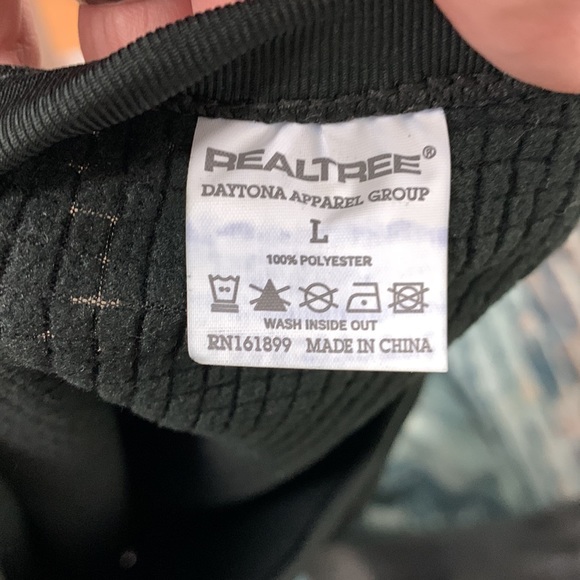 REALTREE®
DAYTONA APPAREL GROUP
L
100% POLYESTER
WASH INSIDE OUT
RN161899 MADE IN CHINA